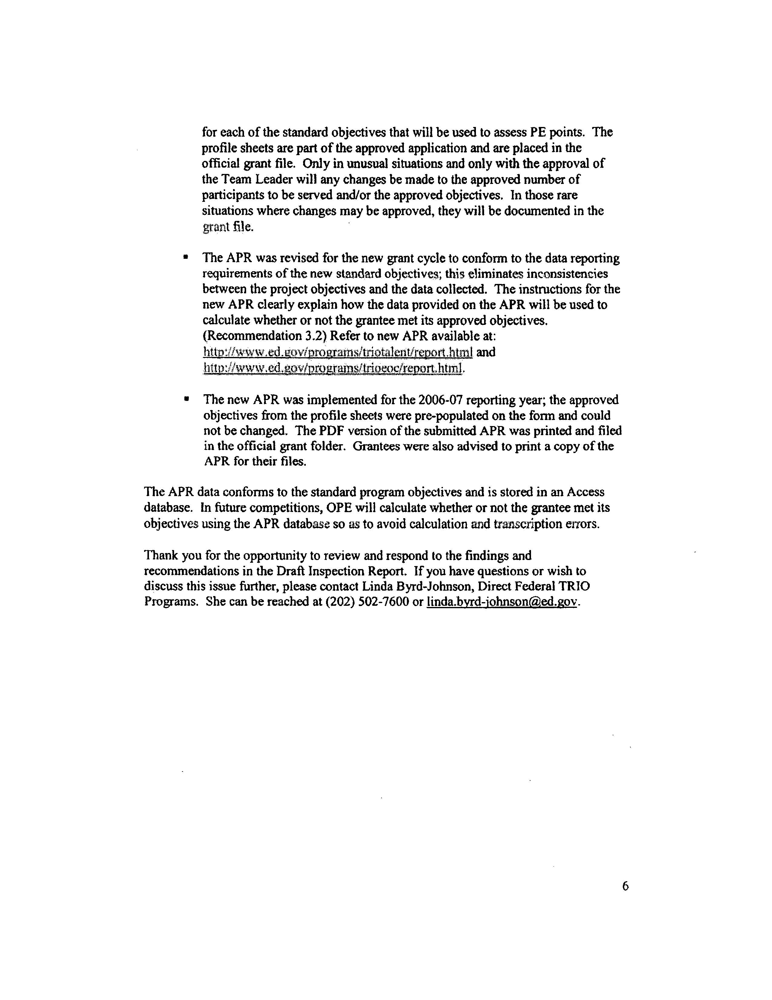 for each of the standard objectives that will be used to assess PE points. The
profile sheets are part of the approved application and are placed in the
official grant file. Only in unusual situations and only with the approval of
the Team Leader will any changes be made to the approved number of
participants to be served and/or the approved objectives. In those rare
situations where changes may be approved, they will be documented in the
grant file.
▪ The APR was revised for the new grant cycle to conform to the data reporting
requirements of the new standard objectives; this eliminates inconsistencies
between the project objectives and the data collected. The instructions for the
new APR clearly explain how the data provided on the APR will be used to
calculate whether or not the grantee met its approved objectives.
(Recommendation 3.2) Refer to new APR available at:
http://www.ed.gov/programs/triotalent/report.html and
http://www.ed.gov/programs/trioeoc/report.html.
▪ The new APR was implemented for the 2006-07 reporting year; the approved
objectives from the profile sheets were pre-populated on the form and could
not be changed. The PDF version of the submitted APR was printed and filed
in the official grant folder. Grantees were also advised to print a copy of the
APR for their files.
The APR data conforms to the standard program objectives and is stored in an Access
database. In future competitions, OPE will calculate whether or not the grantee met its
objectives using the APR database so as to avoid calculation and transcription errors.
Thank you for the opportunity to review and respond to the findings and
recommendations in the Draft Inspection Report. If you have questions or wish to
discuss this issue further, please contact Linda Byrd-Johnson, Direct Federal TRIO
Programs. She can be reached at (202) 502-7600 or linda.byrd-johnson@ed.gov.
6